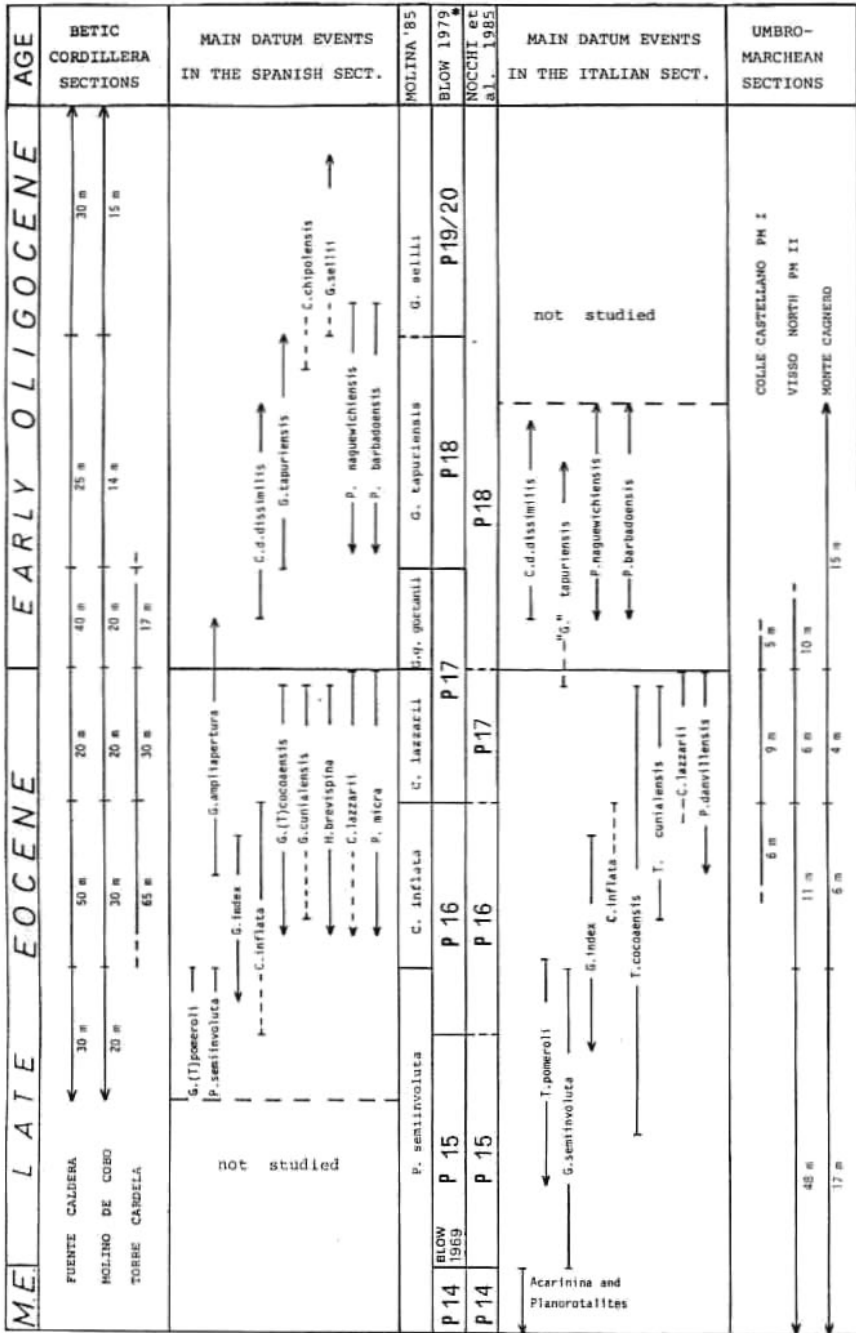 AGE
BETIC
CORDILLERA
SECTIONS
MAIN DATUM EVENTS
IN THE SPANISH SECT.
MOLINA '85
BLOW 1979*
NOCCHI et
al. 1985
MAIN DATUM EVENTS
IN THE ITALIAN SECT.
UMBRO-
MARCHEAN
SECTIONS
EARLY OLIGOCENE
LATE EOCENE
M.E.
30 m
25 m
40 m
20 m
50 m
30 m
FUENTE CALDERA
15 m
14 m
20 m
20 m
30 m
20 m
MOLINO DE COBO
17 m
30 m
65 m
TORRE CARDELA
G.(T)pomeroli
P.semiinvoluta
G.ampliapertura
G.index
C.inflata
C.d.dissimilis
G.tapuriensis
G.(T)cocoaensis
C.chipolensis
G.cunialensis
G.sellii
H.brevispina
P. naguewichiensis
C.lazzarii
P. barbadoensis
P. micra
not studied
G. sellii
G. tapuriensis
G.g. gortanii
C. lazzarii
C. inflata
P. semiinvoluta
P19/20
P18
P17
P 16
P 15
BLOW
1969
P14
P18
P17
P16
P15
P14
not studied
C.d.dissimilis
"G." tapuriensis
P.naguewichiensis
P.barbadoensis
T.pomeroli
G.semiinvoluta
G.index
C.inflata
T.cocoaensis
T. cunialensis
C.lazzarii
P.danvillensis
Acarinina and
Planorotalites
COLLE CASTELLANO PM I
5 m
9 m
6 m
VISSO NORTH PM II
10 m
6 m
11 m
48 m
MONTE CAGNERO
15 m
4 m
6 m
17 m